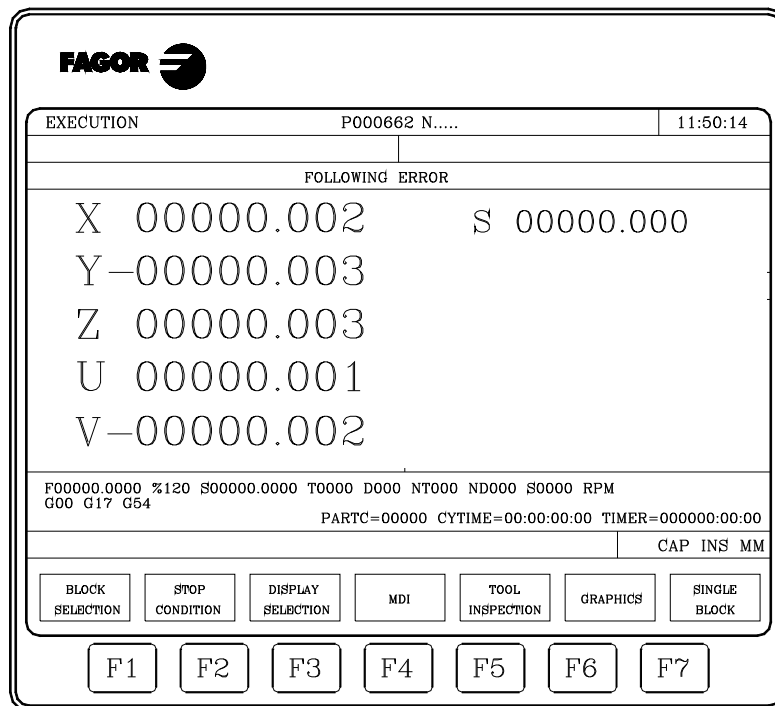 FAGOR
EXECUTION P000662 N..... 11:50:14
FOLLOWING ERROR
X 00000.002 S 00000.000
Y-00000.003
Z 00000.003
U 00000.001
V-00000.002
F00000.0000 %120 S00000.0000 T0000 D000 NT000 ND000 S0000 RPM
G00 G17 G54
PARTC=00000 CYTIME=00:00:00:00 TIMER=000000:00:00
CAP INS MM
BLOCK SELECTION STOP CONDITION DISPLAY SELECTION MDI TOOL INSPECTION GRAPHICS SINGLE BLOCK
F1 F2 F3 F4 F5 F6 F7